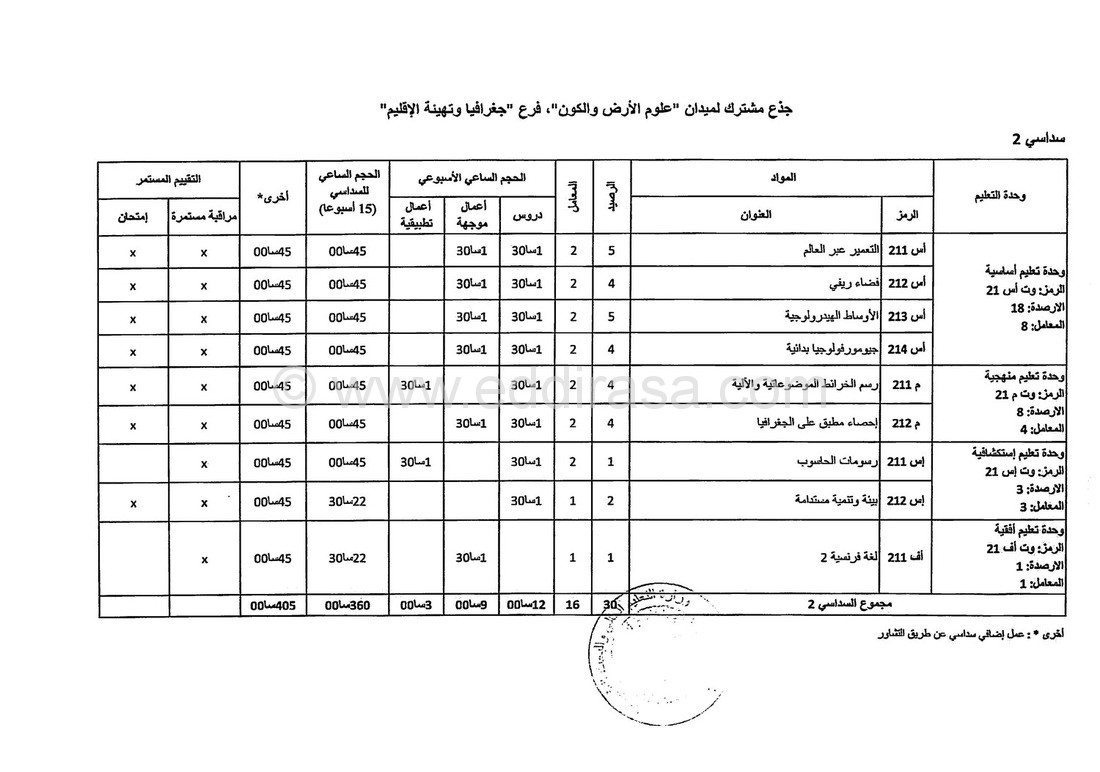 جذع مشترك لميدان "علوم الأرض والكون"، فرع "جغرافيا وتهيئة الإقليم"
سداسي 2
وحدة التعليم المواد الرصيد المعامل الحجم الساعي الأسبوعي الحجم الساعي للسداسي (15 أسبوعا) أخرى* التقييم المستمر
الرمز العنوان دروس أعمال موجهة أعمال تطبيقية مراقبة مستمرة إمتحان
وحدة تعليم أساسية
الرمز: وت أس 21
الارصدة: 18
المعامل: 8
أس 211 التعمير عبر العالم 5 2 1سا30 1سا30 45سا00 45سا00 x x
أس 212 فضاء ريفي 4 2 1سا30 1سا30 45سا00 45سا00 x x
أس 213 الأوساط الهيدرولوجية 5 2 1سا30 1سا30 45سا00 45سا00 x x
أس 214 جيومورفولوجيا بدائية 4 2 1سا30 1سا30 45سا00 45سا00 x x
وحدة تعليم منهجية
الرمز: وت م 21
الارصدة: 8
المعامل: 4
م 211 رسم الخرائط الموضوعاتية والألية 4 2 1سا30 1سا30 45سا00 45سا00 x x
م 212 إحصاء مطبق على الجغرافيا 4 2 1سا30 1سا30 45سا00 45سا00 x x
وحدة تعليم إستكشافية
الرمز: وت إس 21
الارصدة: 3
المعامل: 3
إس 211 رسومات الحاسوب 1 2 1سا30 1سا30 45سا00 45سا00 x
إس 212 بيئة وتنمية مستدامة 2 1 1سا30 22سا30 45سا00 x x
وحدة تعليم أفقية
الرمز: وت أف 21
الارصدة: 1
المعامل: 1
أف 211 لغة فرنسية 2 1 1 1سا30 22سا30 45سا00 x
مجموع السداسي 2 30 16 12سا00 9سا00 3سا00 360سا00 405سا00
أخرى * : عمل إضافي سداسي عن طريق التشاور
© www.eddirasa.com